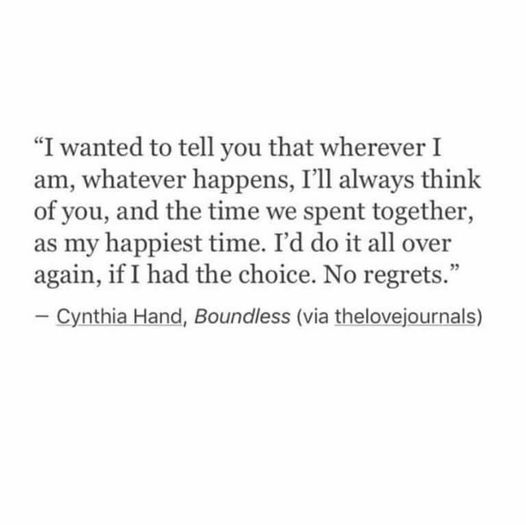 “I wanted to tell you that wherever I
am, whatever happens, I’ll always think
of you, and the time we spent together,
as my happiest time. I’d do it all over
again, if I had the choice. No regrets.”
— Cynthia Hand, Boundless (via thelovejournals)